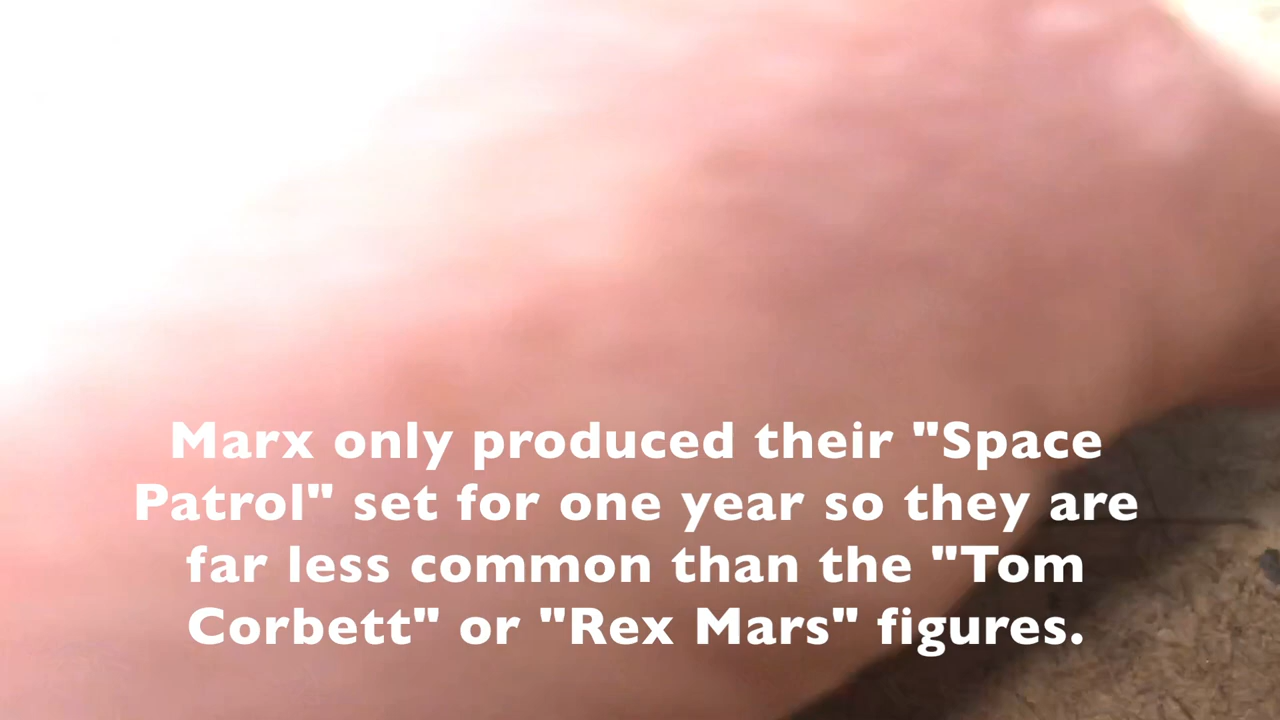 Marx only produced their "Space
Patrol" set for one year so they are
far less common than the "Tom
Corbett" or "Rex Mars" figures.